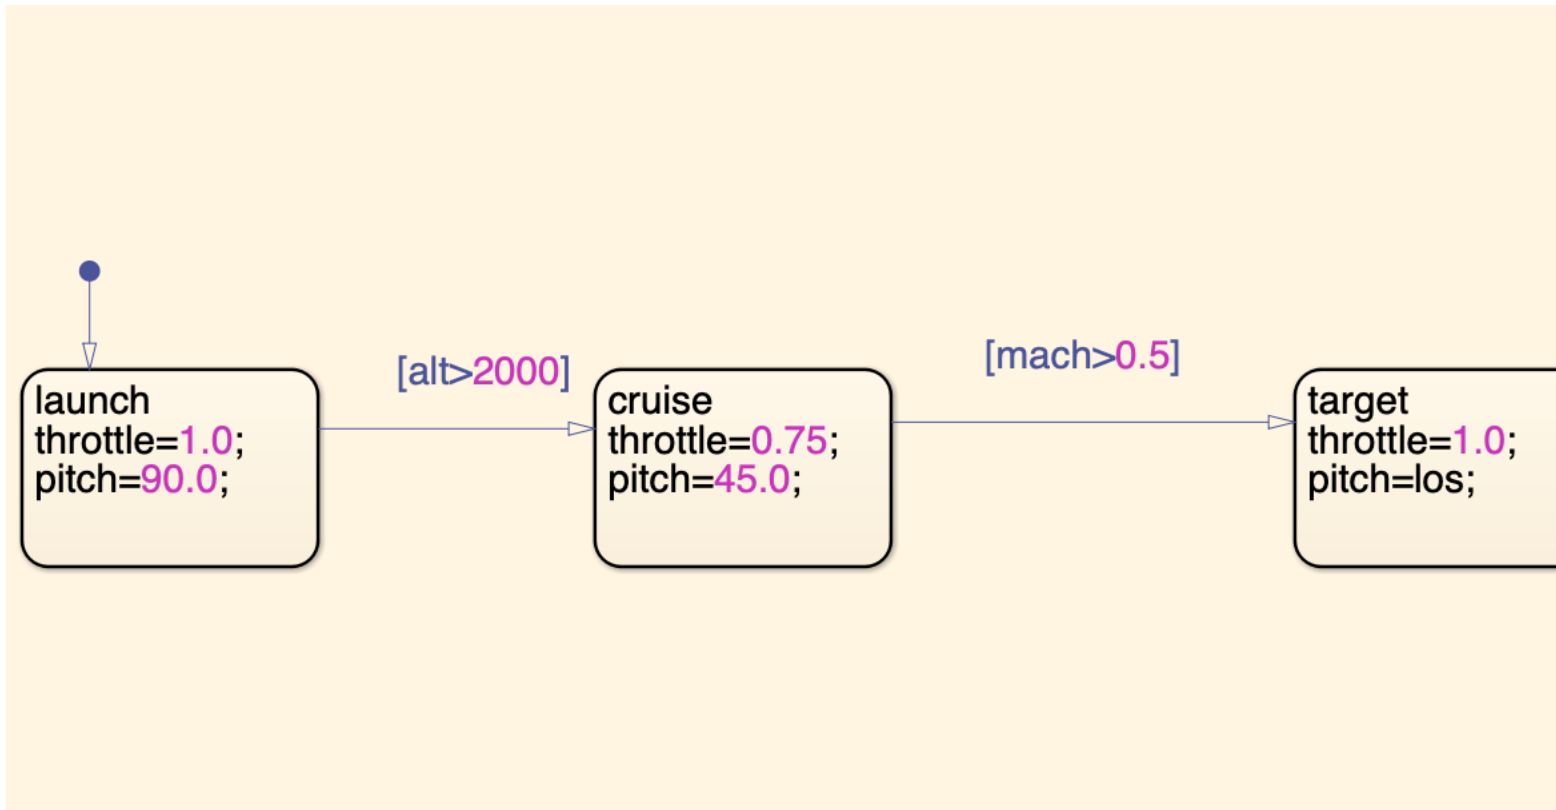 [alt>2000]
[mach>0.5]
launch
throttle=1.0;
pitch=90.0;
cruise
throttle=0.75;
pitch=45.0;
target
throttle=1.0;
pitch=los;